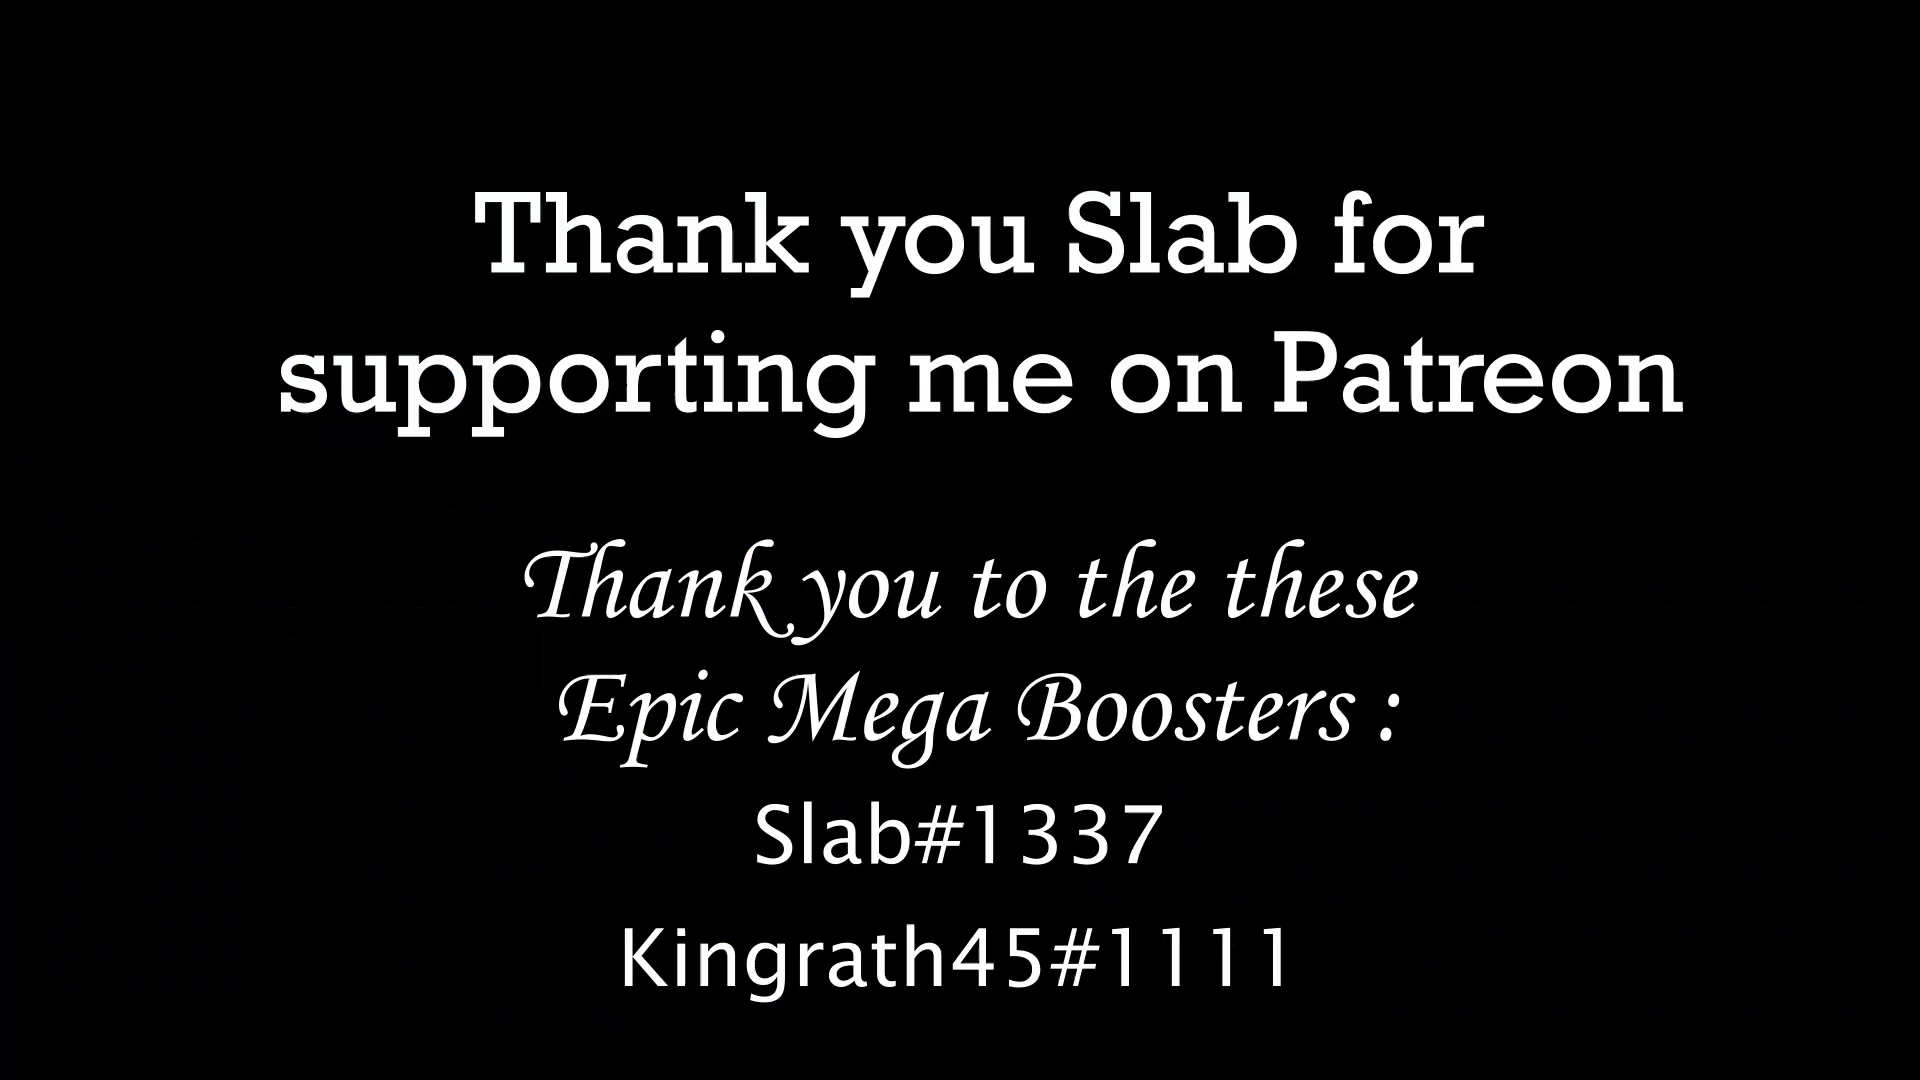 Thank you Slab for
supporting me on Patreon
Thank you to the these
Epic Mega Boosters :
Slab#1337
Kingrath45#1111